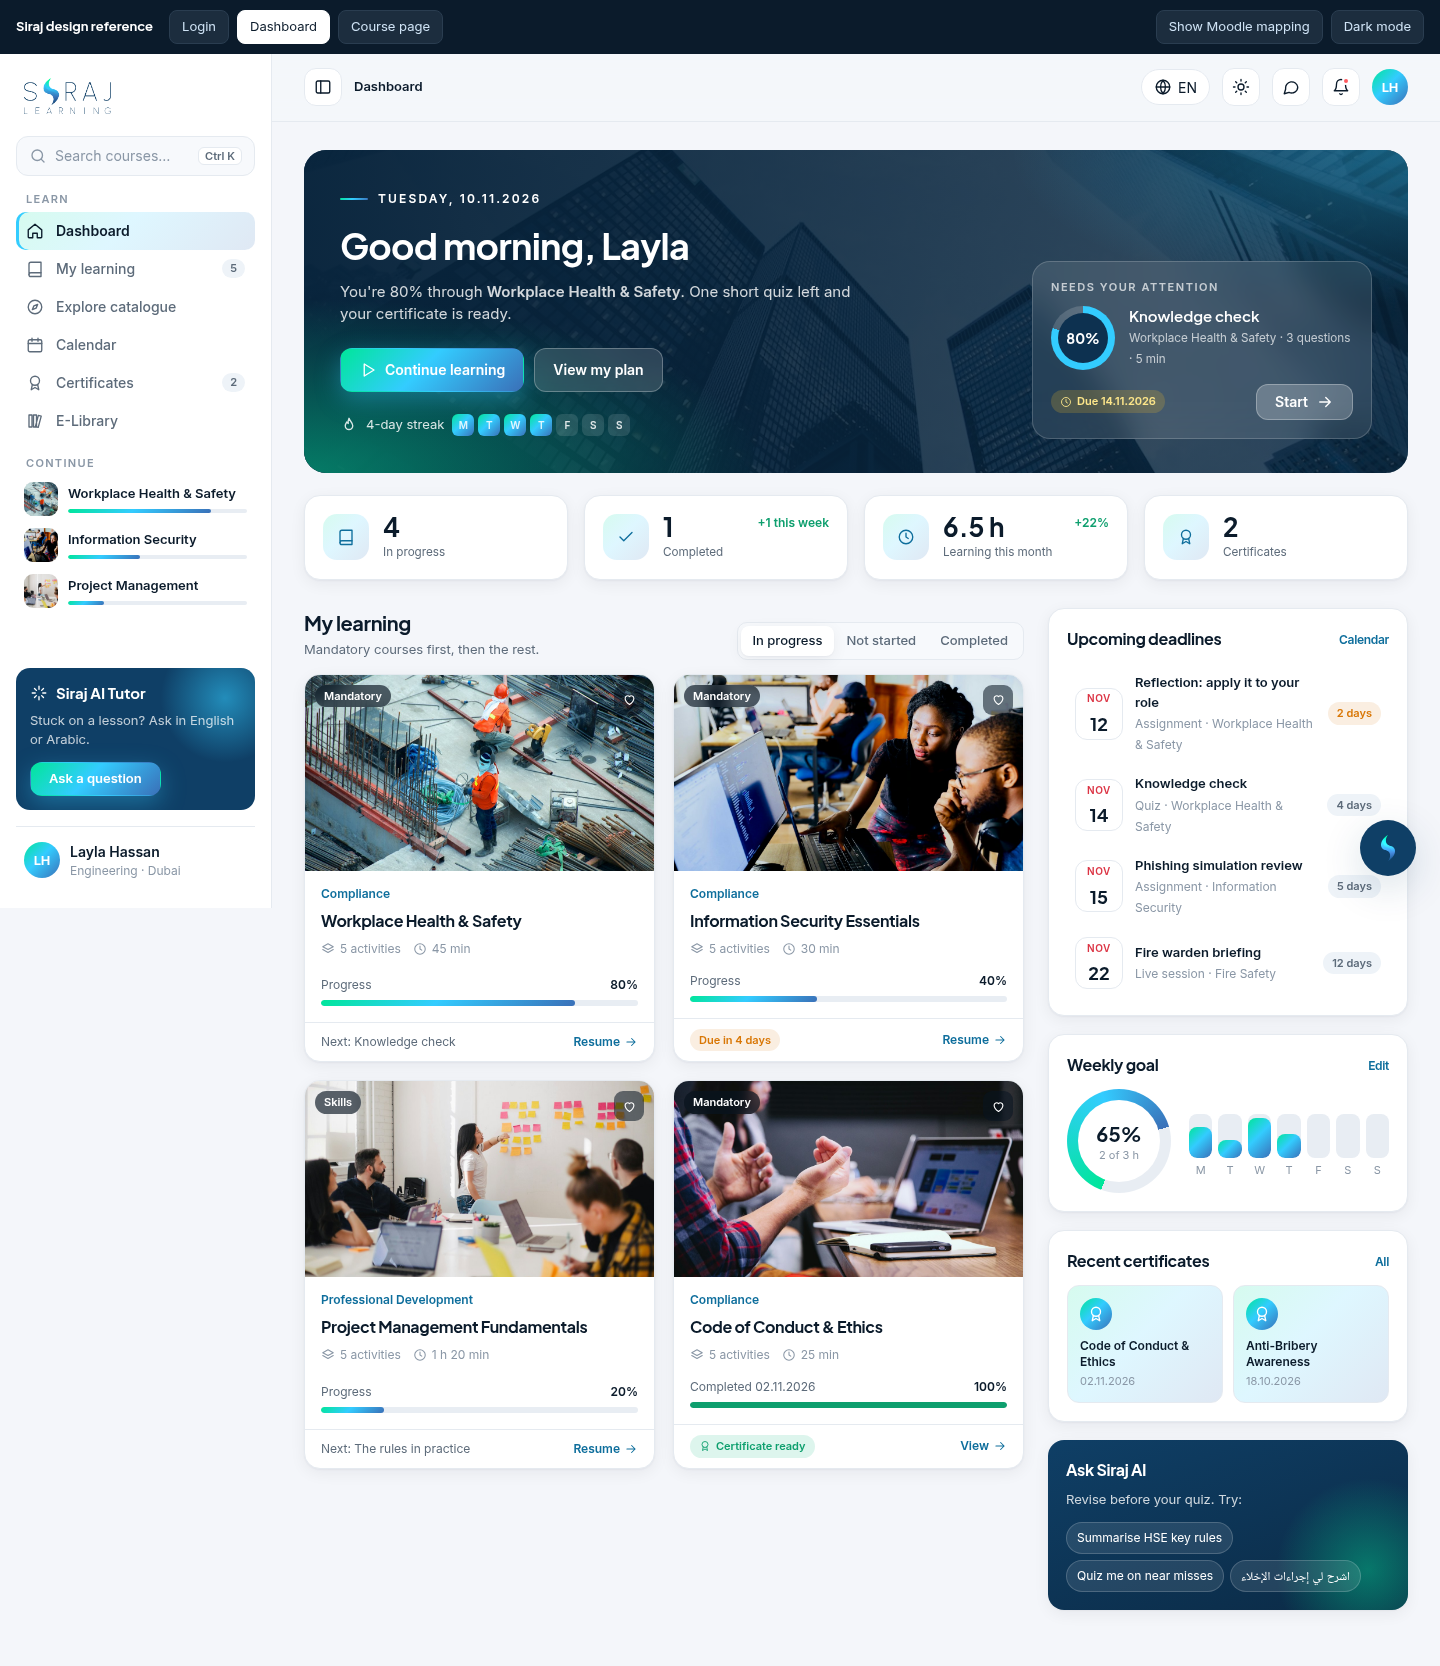 Siraj design reference
Login
Dashboard
Course page
Show Moodle mapping
Dark mode
SIRAJ
LEARNING
Search courses...
Ctrl K
LEARN
Dashboard
My learning
5
Explore catalogue
Calendar
Certificates
2
E-Library
CONTINUE
Workplace Health & Safety
Information Security
Project Management
Siraj AI Tutor
Stuck on a lesson? Ask in English
or Arabic.
Ask a question
LH
Layla Hassan
Engineering · Dubai
Dashboard
EN
LH
TUESDAY, 10.11.2026
Good morning, Layla
You're 80% through Workplace Health & Safety. One short quiz left and
your certificate is ready.
Continue learning
View my plan
4-day streak
M T W T F S S
NEEDS YOUR ATTENTION
80%
Knowledge check
Workplace Health & Safety · 3 questions
· 5 min
Due 14.11.2026
Start
4
In progress
1
Completed
+1 this week
6.5 h
Learning this month
+22%
2
Certificates
My learning
Mandatory courses first, then the rest.
In progress
Not started
Completed
Mandatory
Compliance
Workplace Health & Safety
5 activities
45 min
Progress
80%
Next: Knowledge check
Resume
Mandatory
Compliance
Information Security Essentials
5 activities
30 min
Progress
40%
Due in 4 days
Resume
Skills
Professional Development
Project Management Fundamentals
5 activities
1 h 20 min
Progress
20%
Next: The rules in practice
Resume
Mandatory
Compliance
Code of Conduct & Ethics
5 activities
25 min
Completed 02.11.2026
100%
Certificate ready
View
Upcoming deadlines
Calendar
NOV
12
Reflection: apply it to your
role
Assignment · Workplace Health
& Safety
2 days
NOV
14
Knowledge check
Quiz · Workplace Health &
Safety
4 days
NOV
15
Phishing simulation review
Assignment · Information
Security
5 days
NOV
22
Fire warden briefing
Live session · Fire Safety
12 days
Weekly goal
Edit
65%
2 of 3 h
M T W T F S S
Recent certificates
All
Code of Conduct &
Ethics
02.11.2026
Anti-Bribery
Awareness
18.10.2026
Ask Siraj AI
Revise before your quiz. Try:
Summarise HSE key rules
Quiz me on near misses
اشرح لي إجراءات الإخلاء